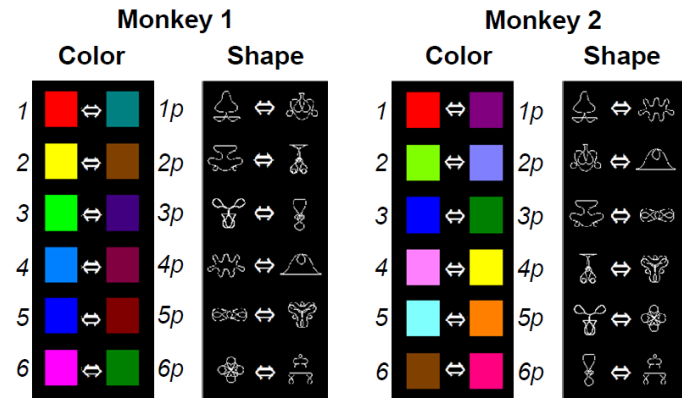 Monkey 1 Monkey 2
Color Shape Color Shape
1 1p 1 1p
2 2p 2 2p
3 3p 3 3p
4 4p 4 4p
5 5p 5 5p
6 6p 6 6p